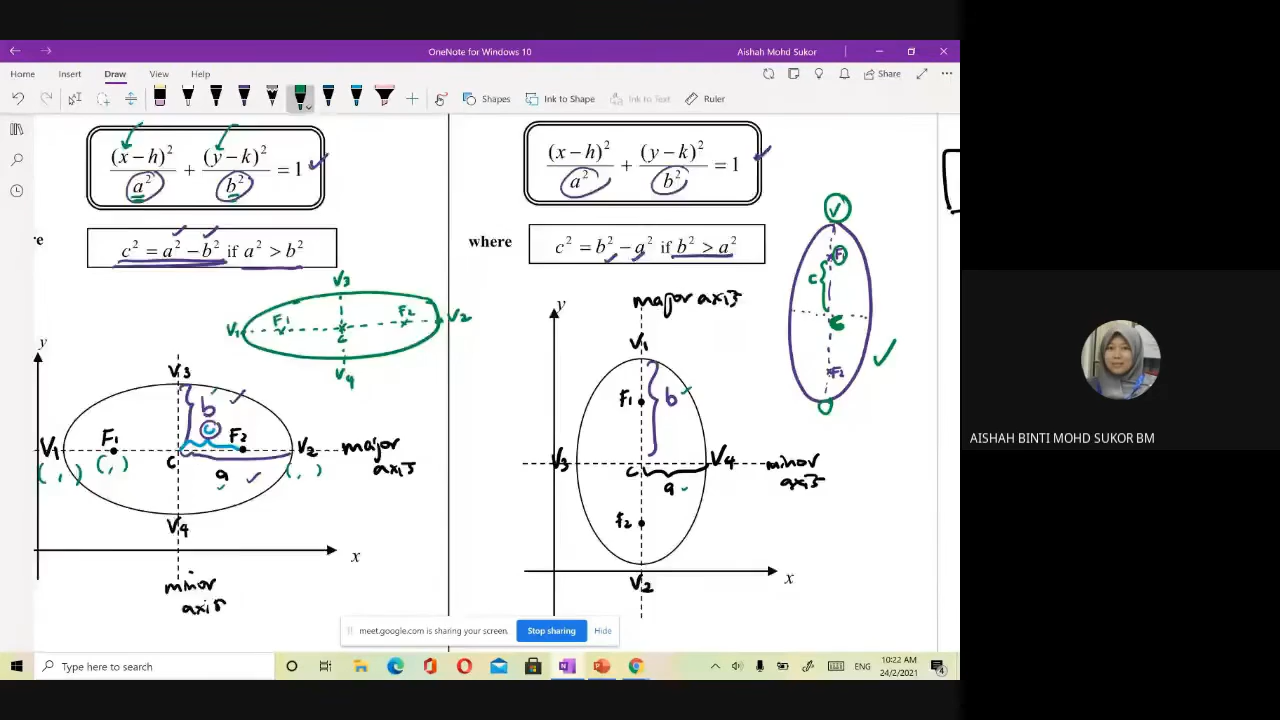 OneNote for Windows 10
Aishah Mohd Sukor
Home Insert Draw View Help
Share
Shapes
Ink to Shape
Ink to Text
Ruler
(x – h)² / a² + (y – k)² / b² = 1
re
c² = a² – b² if a² > b²
V3
V1 F1 F2 V2
C
V4
y
V3
b
c
V1 F1 F2 V2 major axis
C
( , ) ( , ) ( , )
a
V4
x
minor
axis
(x – h)² / a² + (y – k)² / b² = 1
where
c² = b² – a² if b² > a²
V
F1
C
C
F2
y
major axis
V1
F1 b
V3 C V4 minor axis
a
F2
x
V2
meet.google.com is sharing your screen.
Stop sharing
Hide
Type here to search
ENG
10:22 AM
24/2/2021
4
AISHAH BINTI MOHD SUKOR BM